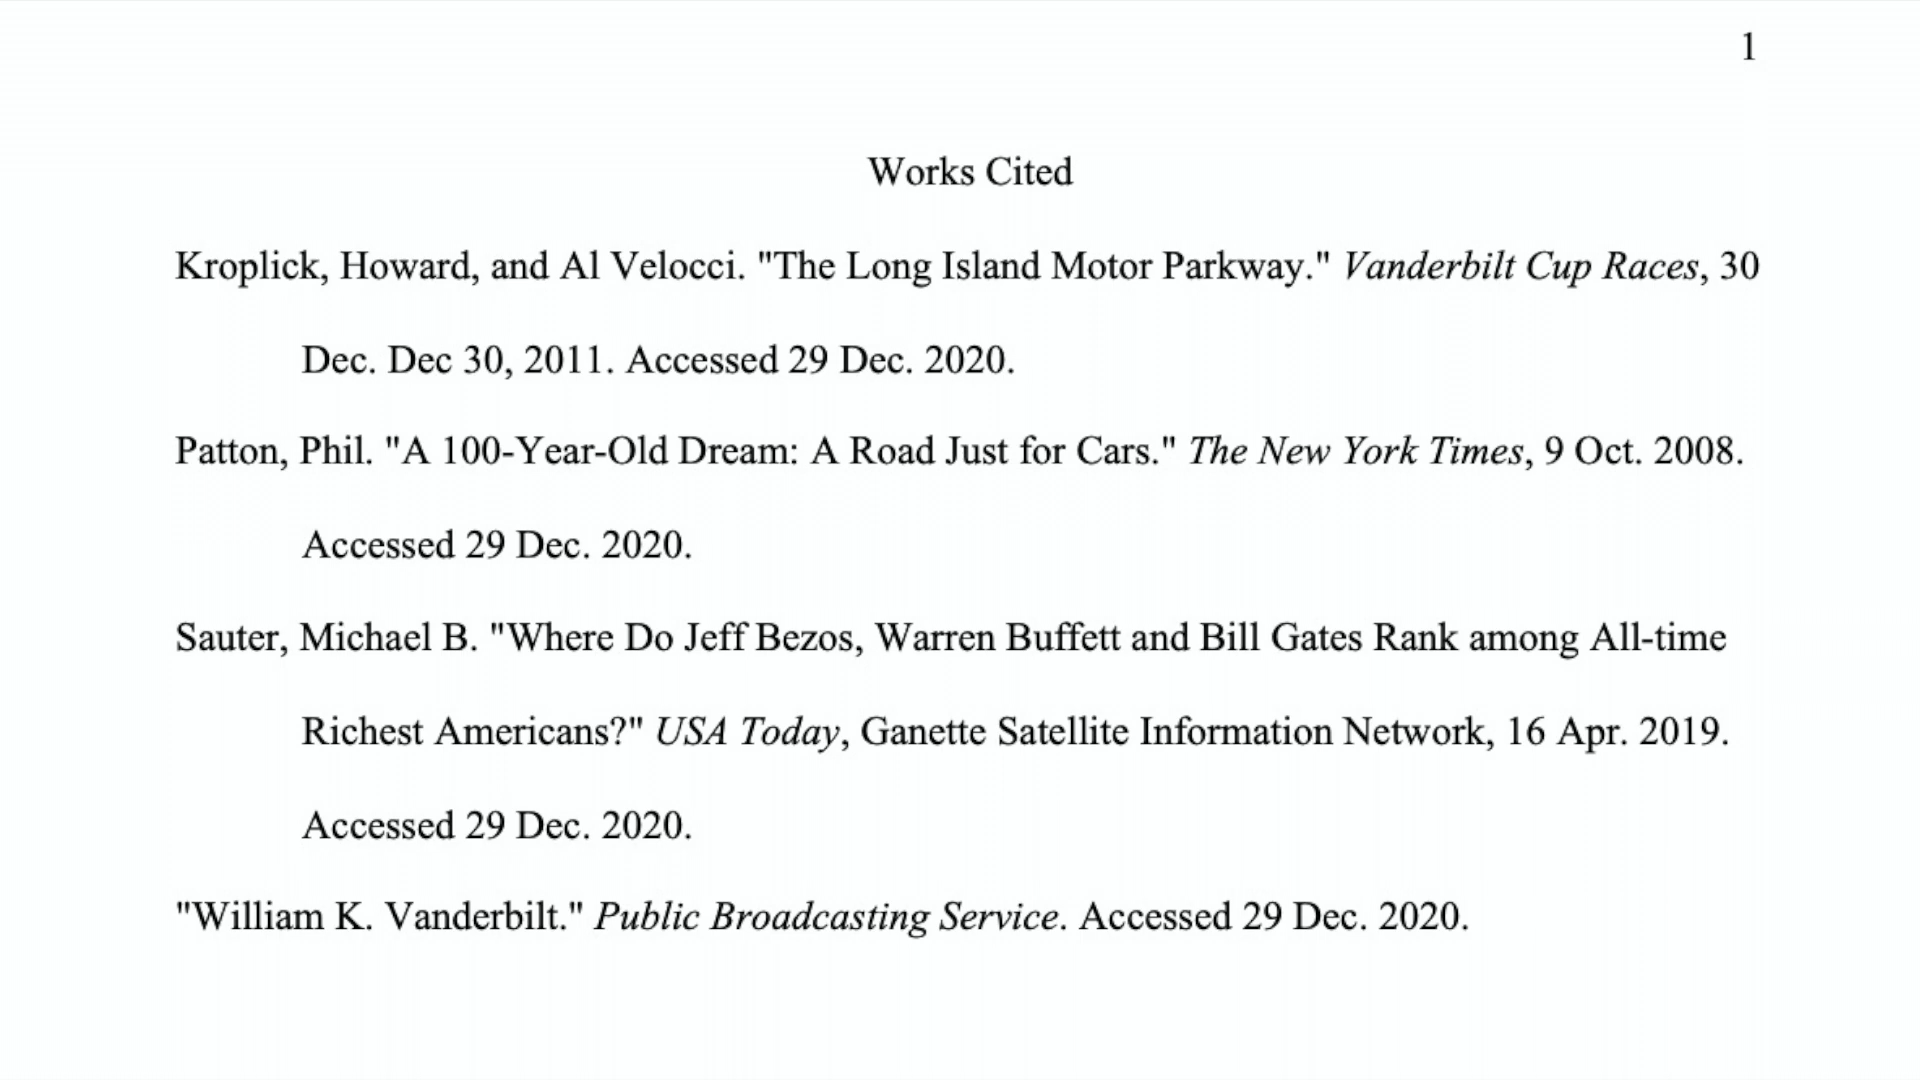 1
Works Cited
Kroplick, Howard, and Al Velocci. "The Long Island Motor Parkway." Vanderbilt Cup Races, 30
Dec. Dec 30, 2011. Accessed 29 Dec. 2020.
Patton, Phil. "A 100-Year-Old Dream: A Road Just for Cars." The New York Times, 9 Oct. 2008.
Accessed 29 Dec. 2020.
Sauter, Michael B. "Where Do Jeff Bezos, Warren Buffett and Bill Gates Rank among All-time
Richest Americans?" USA Today, Ganette Satellite Information Network, 16 Apr. 2019.
Accessed 29 Dec. 2020.
"William K. Vanderbilt." Public Broadcasting Service. Accessed 29 Dec. 2020.